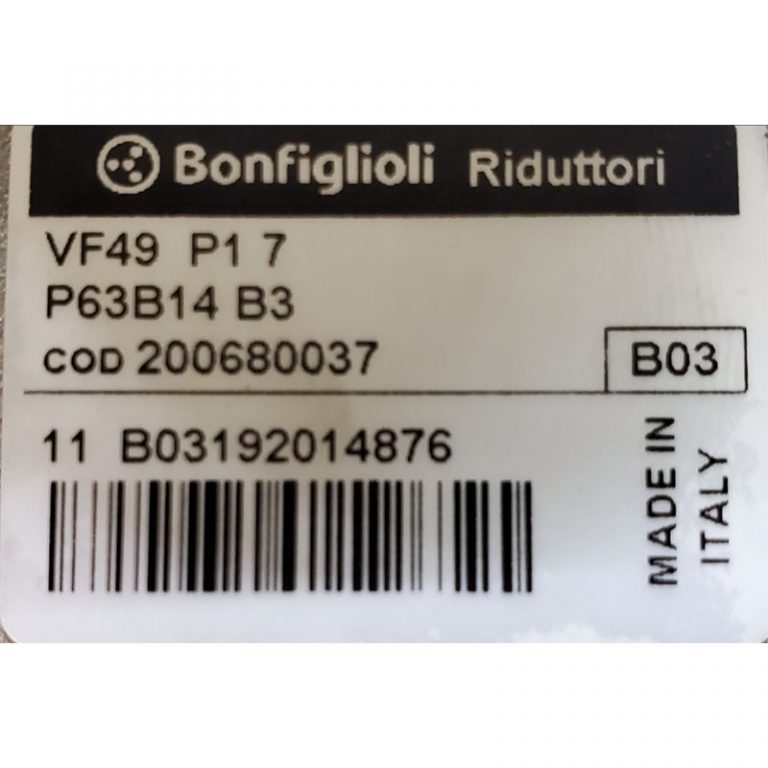 Bonfiglioli Riduttori
VF49 P1 7
P63B14 B3
COD 200680037
B03
11 B03192014876
MADE IN
ITALY